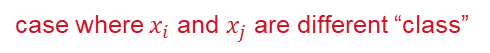 case where $x_i$ and $x_j$ are different “class”